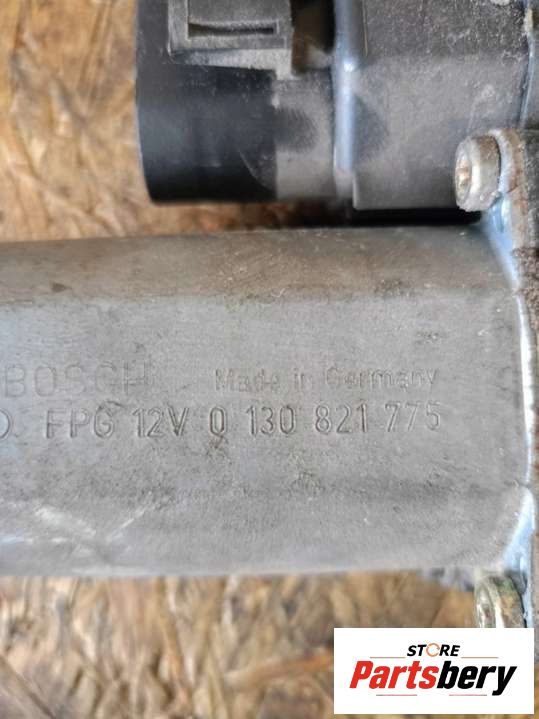 BOSCH Made in Germany
FPG 12V 0 130 821 775
STORE
Partsbery